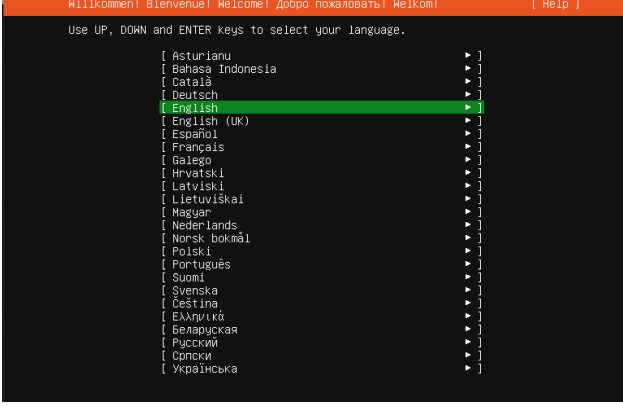 Willkommen! Bienvenue! Welcome! Добро пожаловать! Welkom! [ Help ]
Use UP, DOWN and ENTER keys to select your language.
[ Asturianu ► ]
[ Bahasa Indonesia ► ]
[ Català ► ]
[ Deutsch ► ]
[ English ► ]
[ English (UK) ► ]
[ Español ► ]
[ Français ► ]
[ Galego ► ]
[ Hrvatski ► ]
[ Latviski ► ]
[ Lietuviškai ► ]
[ Magyar ► ]
[ Nederlands ► ]
[ Norsk bokmål ► ]
[ Polski ► ]
[ Português ► ]
[ Suomi ► ]
[ Svenska ► ]
[ Čeština ► ]
[ Ελληνικά ► ]
[ Беларуская ► ]
[ Русский ► ]
[ Српски ► ]
[ Українська ► ]